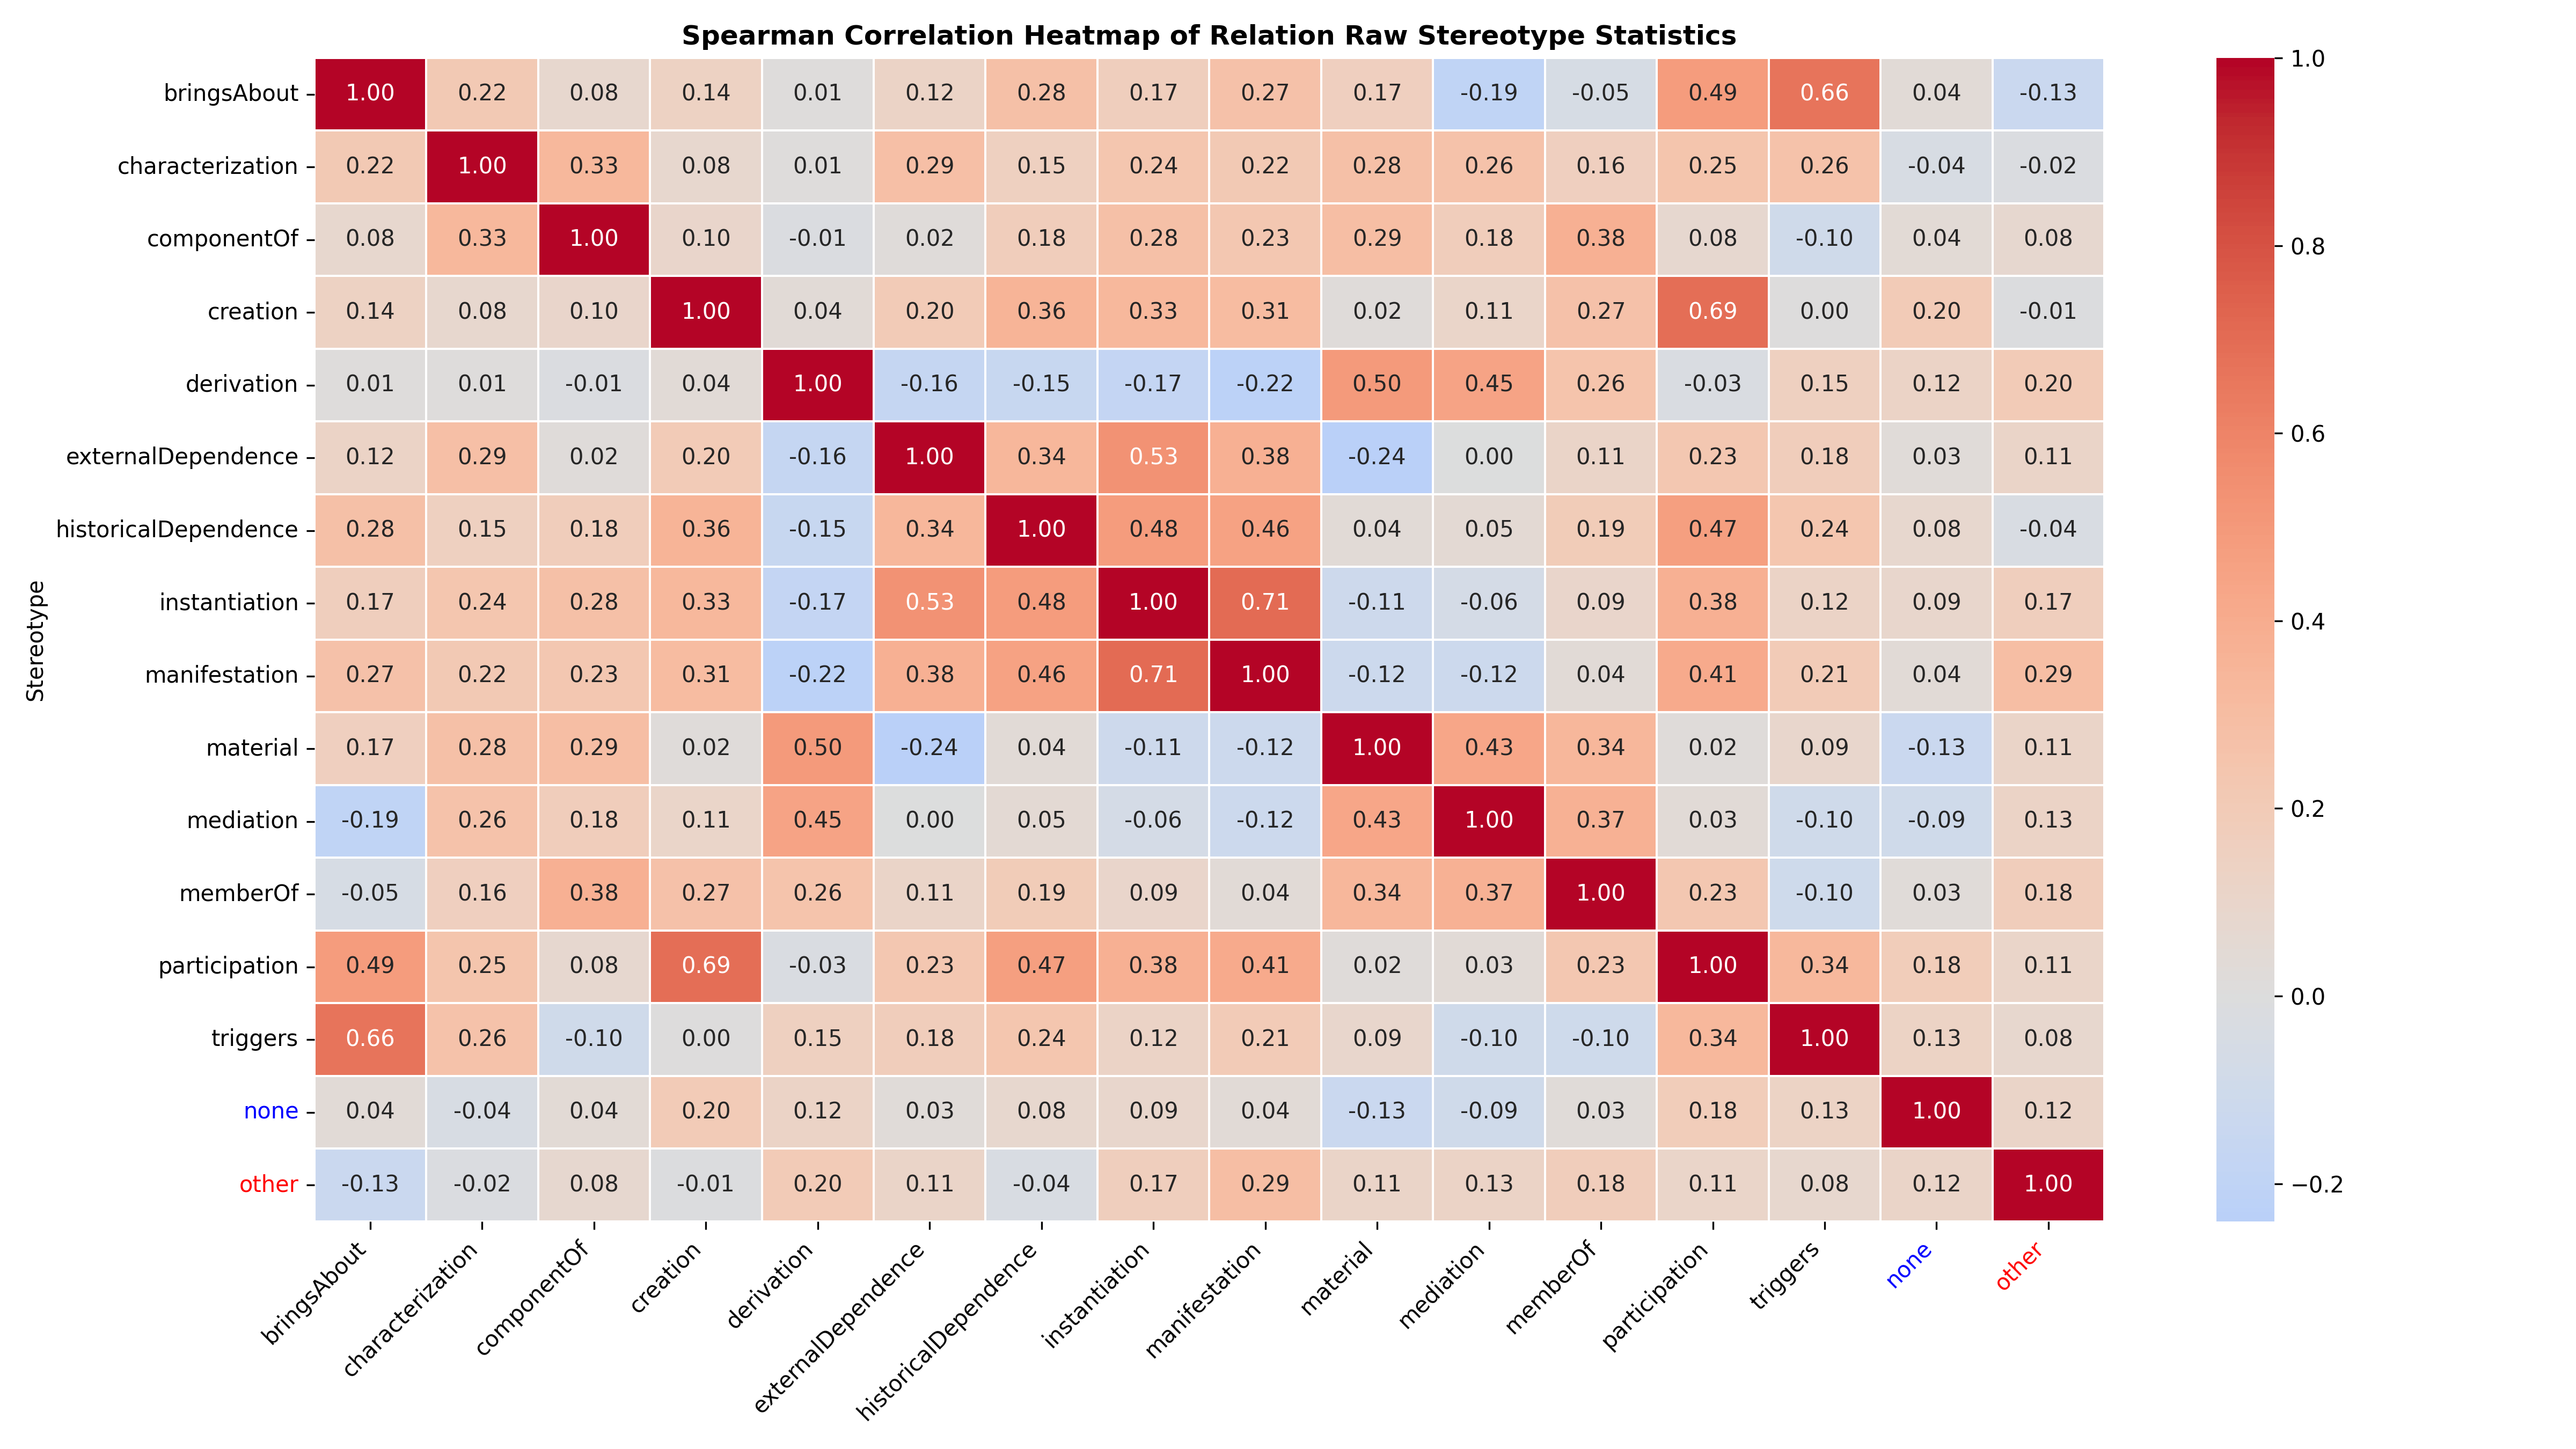 Spearman Correlation Heatmap of Relation Raw Stereotype Statistics
bringsAbout 1.00 0.22 0.08 0.14 0.01 0.12 0.28 0.17 0.27 0.17 -0.19 -0.05 0.49 0.66 0.04 -0.13
characterization 0.22 1.00 0.33 0.08 0.01 0.29 0.15 0.24 0.22 0.28 0.26 0.16 0.25 0.26 -0.04 -0.02
componentOf 0.08 0.33 1.00 0.10 -0.01 0.02 0.18 0.28 0.23 0.29 0.18 0.38 0.08 -0.10 0.04 0.08
creation 0.14 0.08 0.10 1.00 0.04 0.20 0.36 0.33 0.31 0.02 0.11 0.27 0.69 0.00 0.20 -0.01
derivation 0.01 0.01 -0.01 0.04 1.00 -0.16 -0.15 -0.17 -0.22 0.50 0.45 0.26 -0.03 0.15 0.12 0.20
externalDependence 0.12 0.29 0.02 0.20 -0.16 1.00 0.34 0.53 0.38 -0.24 0.00 0.11 0.23 0.18 0.03 0.11
historicalDependence 0.28 0.15 0.18 0.36 -0.15 0.34 1.00 0.48 0.46 0.04 0.05 0.19 0.47 0.24 0.08 -0.04
instantiation 0.17 0.24 0.28 0.33 -0.17 0.53 0.48 1.00 0.71 -0.11 -0.06 0.09 0.38 0.12 0.09 0.17
manifestation 0.27 0.22 0.23 0.31 -0.22 0.38 0.46 0.71 1.00 -0.12 -0.12 0.04 0.41 0.21 0.04 0.29
material 0.17 0.28 0.29 0.02 0.50 -0.24 0.04 -0.11 -0.12 1.00 0.43 0.34 0.02 0.09 -0.13 0.11
mediation -0.19 0.26 0.18 0.11 0.45 0.00 0.05 -0.06 -0.12 0.43 1.00 0.37 0.03 -0.10 -0.09 0.13
memberOf -0.05 0.16 0.38 0.27 0.26 0.11 0.19 0.09 0.04 0.34 0.37 1.00 0.23 -0.10 0.03 0.18
participation 0.49 0.25 0.08 0.69 -0.03 0.23 0.47 0.38 0.41 0.02 0.03 0.23 1.00 0.34 0.18 0.11
triggers 0.66 0.26 -0.10 0.00 0.15 0.18 0.24 0.12 0.21 0.09 -0.10 -0.10 0.34 1.00 0.13 0.08
none 0.04 -0.04 0.04 0.20 0.12 0.03 0.08 0.09 0.04 -0.13 -0.09 0.03 0.18 0.13 1.00 0.12
other -0.13 -0.02 0.08 -0.01 0.20 0.11 -0.04 0.17 0.29 0.11 0.13 0.18 0.11 0.08 0.12 1.00
Stereotype
bringsAbout
characterization
componentOf
creation
derivation
externalDependence
historicalDependence
instantiation
manifestation
material
mediation
memberOf
participation
triggers
none
other
1.0
0.8
0.6
0.4
0.2
0.0
−0.2